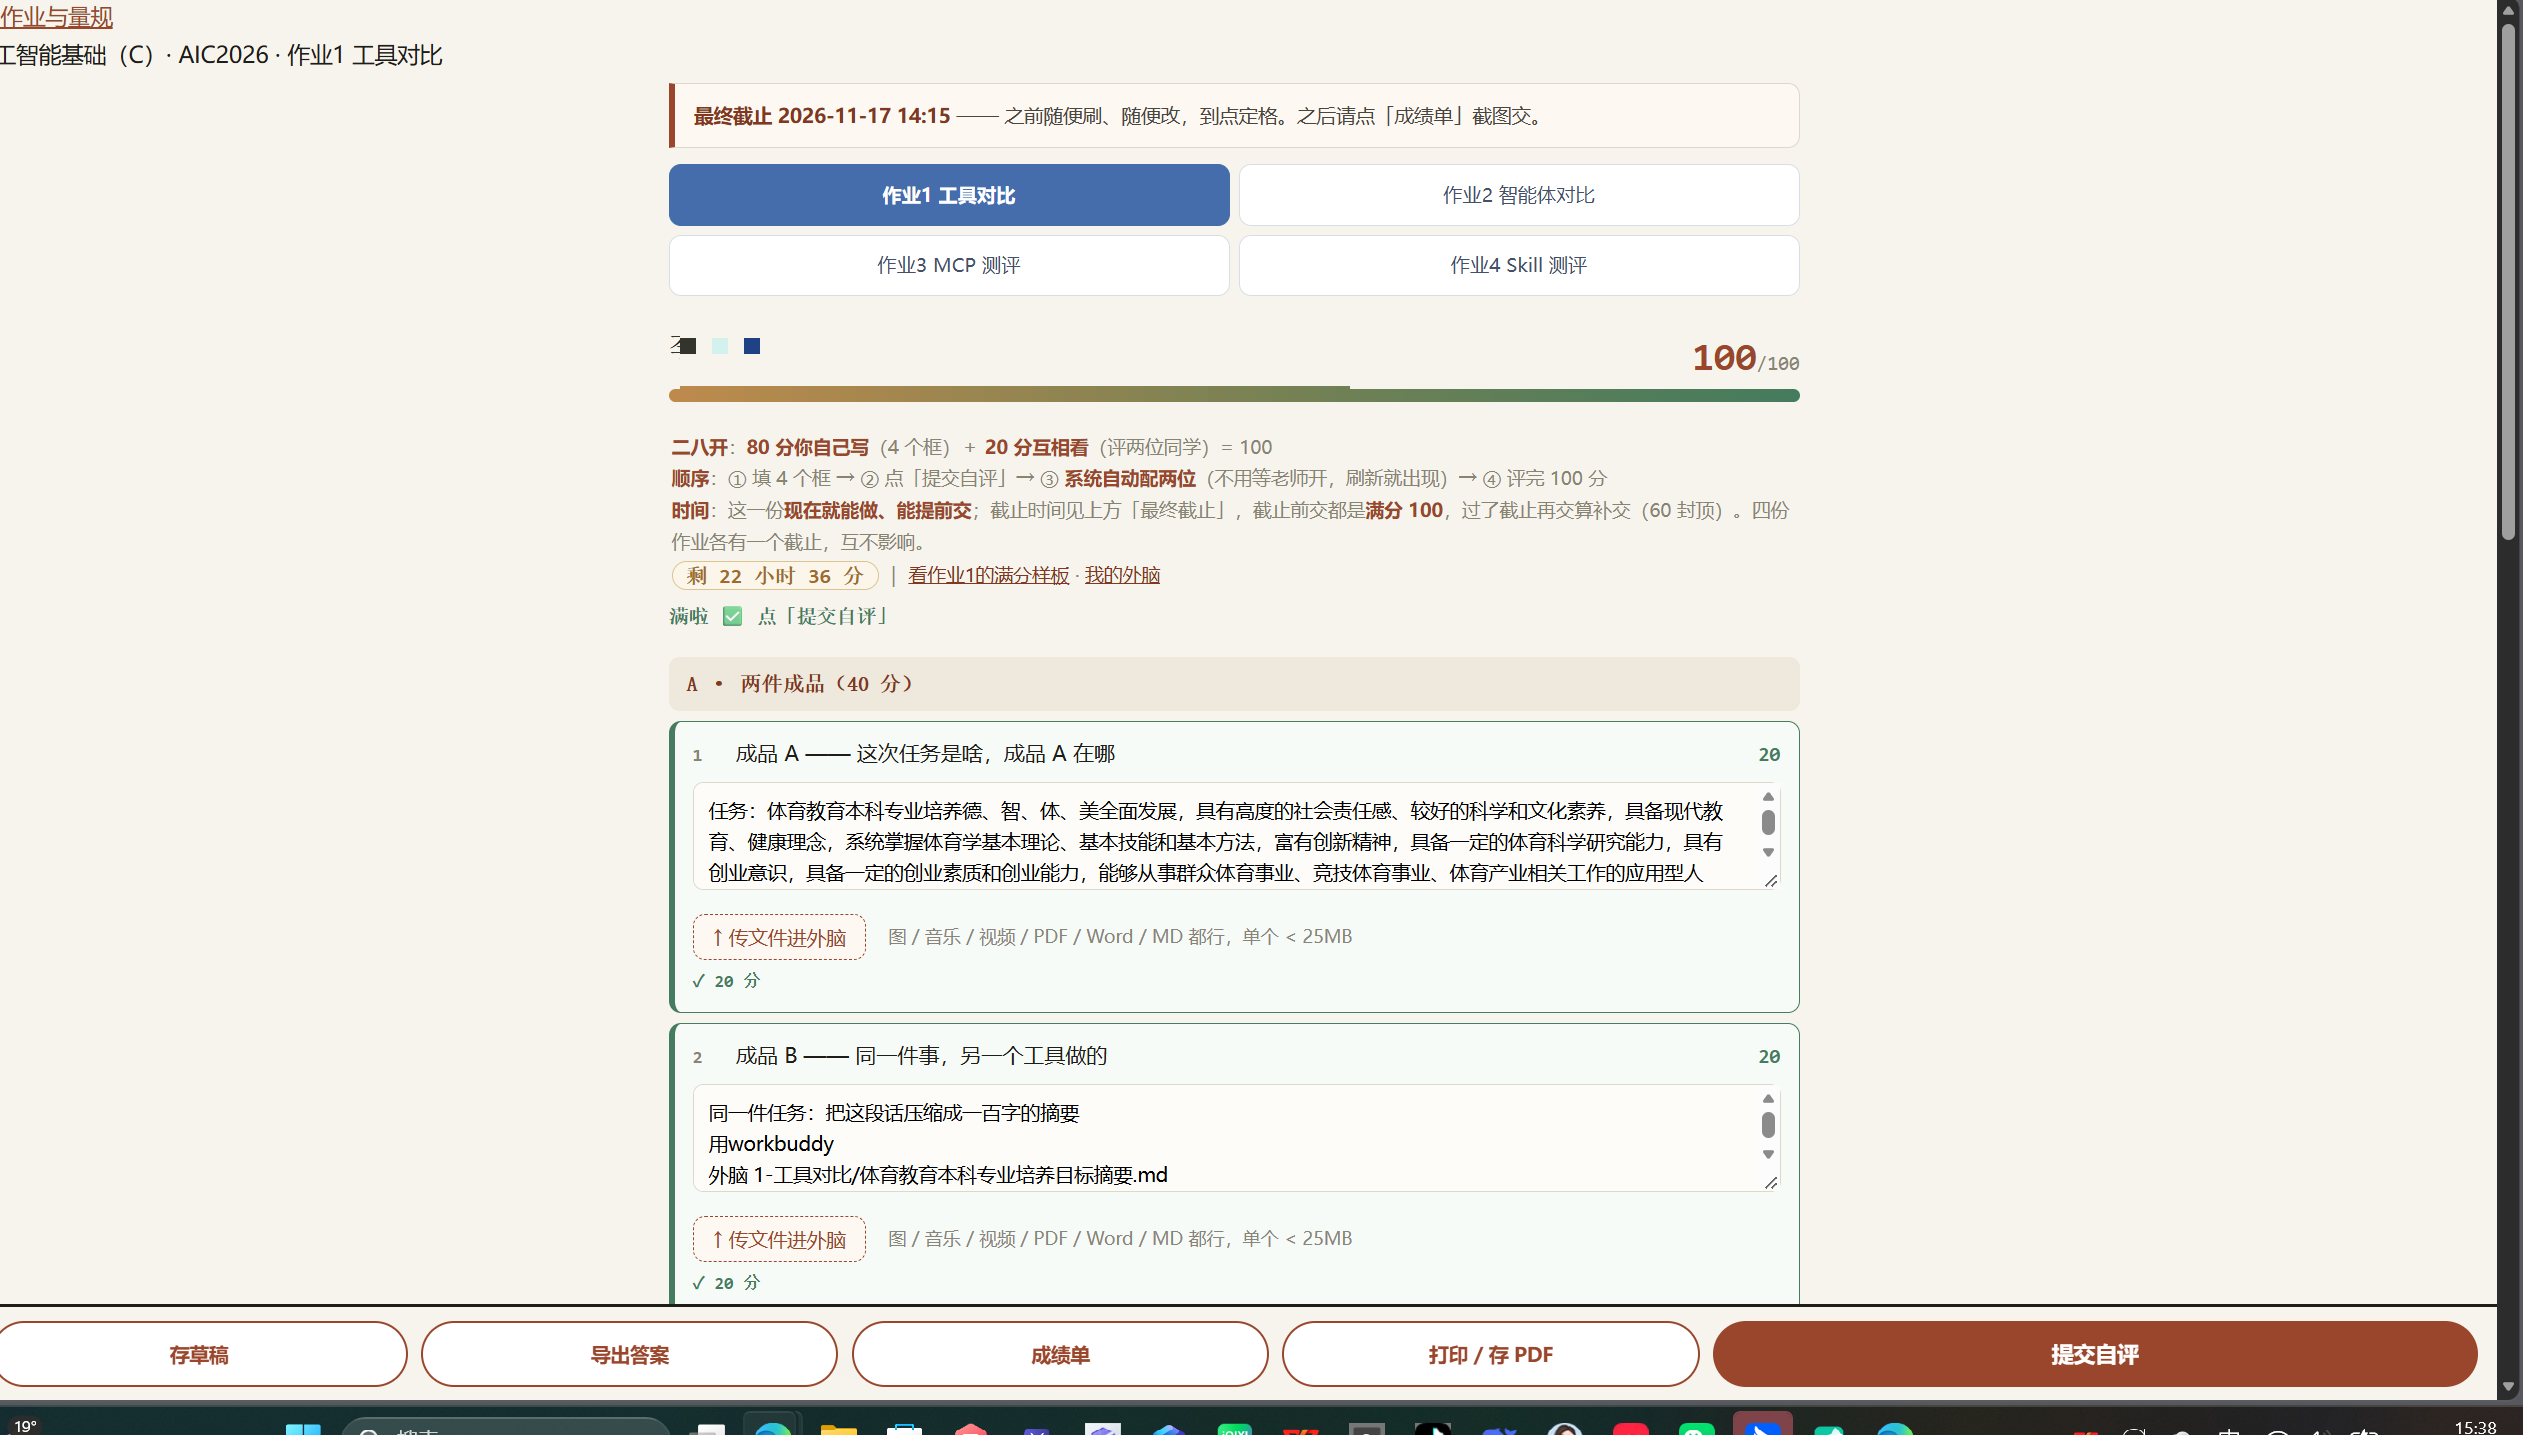 作业与量规
工智能基础（C）· AIC2026 · 作业1 工具对比
最终截止 2026-11-17 14:15 —— 之前随便刷、随便改，到点定格。之后请点「成绩单」截图交。
作业1 工具对比
作业2 智能体对比
作业3 MCP 测评
作业4 Skill 测评
100/100
二八开：80 分你自己写（4 个框） + 20 分互相看（评两位同学）= 100
顺序：① 填 4 个框 → ② 点「提交自评」→ ③ 系统自动配两位（不用等老师开，刷新就出现）→ ④ 评完 100 分
时间：这一份现在就能做、能提前交；截止时间见上方「最终截止」，截止前交都是满分 100，过了截止再交算补交（60 封顶）。四份
作业各有一个截止，互不影响。
剩 22 小时 36 分 | 看作业1的满分样板 · 我的外脑
满啦 ✅ 点「提交自评」
A • 两件成品（40 分）
1 成品 A —— 这次任务是啥，成品 A 在哪 20
任务：体育教育本科专业培养德、智、体、美全面发展，具有高度的社会责任感、较好的科学和文化素养，具备现代教
育、健康理念，系统掌握体育学基本理论、基本技能和基本方法，富有创新精神，具备一定的体育科学研究能力，具有
创业意识，具备一定的创业素质和创业能力，能够从事群众体育事业、竞技体育事业、体育产业相关工作的应用型人
↑ 传文件进外脑 图 / 音乐 / 视频 / PDF / Word / MD 都行，单个 < 25MB
✓ 20 分
2 成品 B —— 同一件事，另一个工具做的 20
同一件任务：把这段话压缩成一百字的摘要
用workbuddy
外脑 1-工具对比/体育教育本科专业培养目标摘要.md
↑ 传文件进外脑 图 / 音乐 / 视频 / PDF / Word / MD 都行，单个 < 25MB
✓ 20 分
存草稿
导出答案
成绩单
打印 / 存 PDF
提交自评
19°
15:38